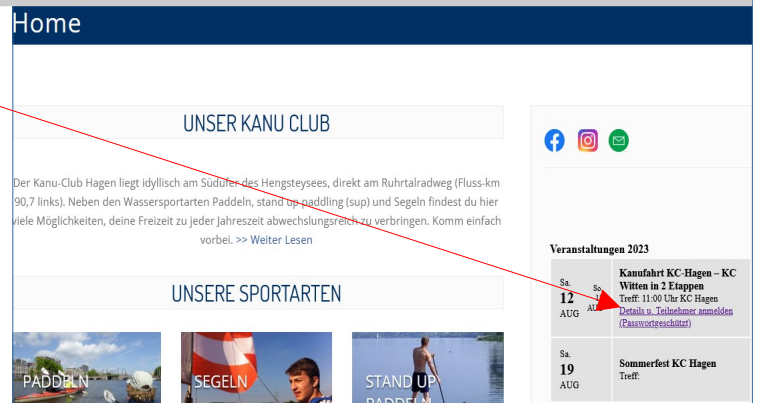 Home
UNSER KANU CLUB
Der Kanu-Club Hagen liegt idyllisch am Südufer des Hengsteysees, direkt am Ruhrtalradweg (Fluss-km
90,7 links). Neben den Wassersportarten Paddeln, stand up paddling (sup) und Segeln findest du hier
viele Möglichkeiten, deine Freizeit zu jeder Jahreszeit abwechslungsreich zu verbringen. Komm einfach
vorbei. >> Weiter Lesen
UNSERE SPORTARTEN
PADDELN
SEGELN
STAND UP
PADDELN
Veranstaltungen 2023
Sa.
12
AUG
So.
AUG
Kanufahrt KC-Hagen – KC
Witten in 2 Etappen
Treff: 11:00 Uhr KC Hagen
Details u. Teilnehmer anmelden
(Passwortgeschützt)
Sa.
19
AUG
Sommerfest KC Hagen
Treff: